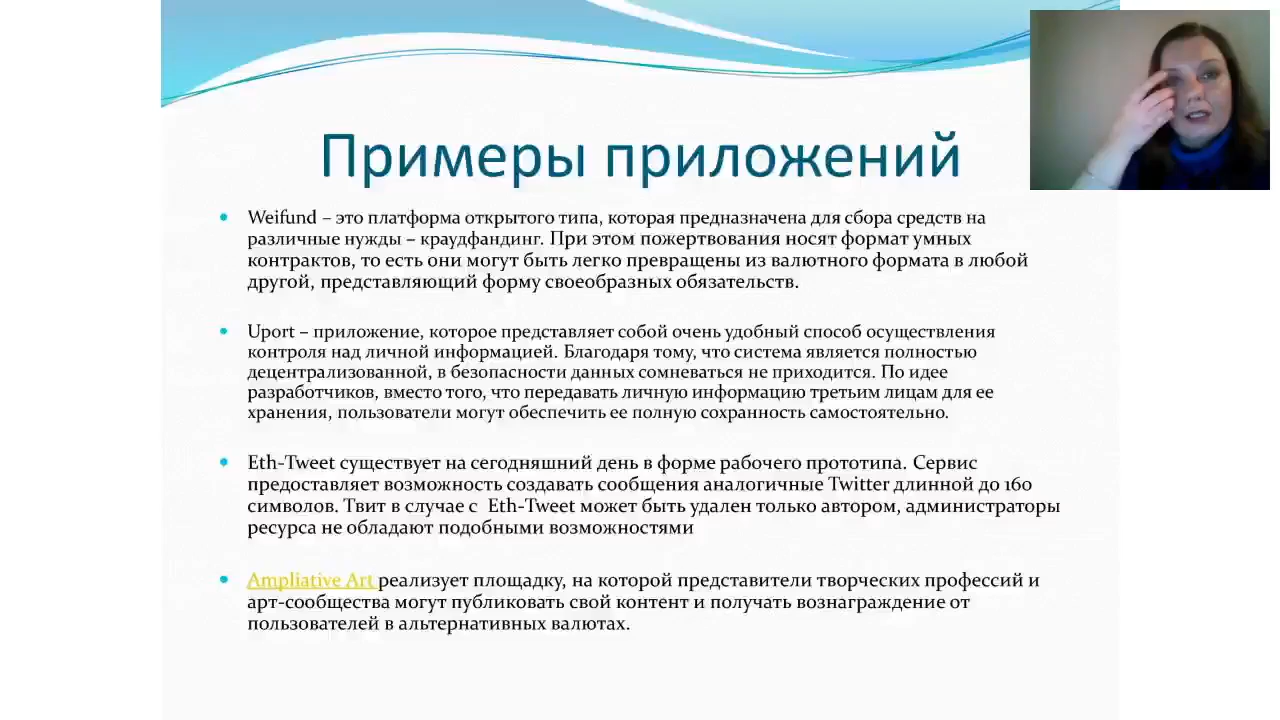 Примеры приложений
Weifund – это платформа открытого типа, которая предназначена для сбора средств на
различные нужды – краудфандинг. При этом пожертвования носят формат умных
контрактов, то есть они могут быть легко превращены из валютного формата в любой
другой, представляющий форму своеобразных обязательств.
Uport – приложение, которое представляет собой очень удобный способ осуществления
контроля над личной информацией. Благодаря тому, что система является полностью
децентрализованной, в безопасности данных сомневаться не приходится. По идее
разработчиков, вместо того, что передавать личную информацию третьим лицам для ее
хранения, пользователи могут обеспечить ее полную сохранность самостоятельно.
Eth-Tweet существует на сегодняшний день в форме рабочего прототипа. Сервис
предоставляет возможность создавать сообщения аналогичные Twitter длинной до 160
символов. Твит в случае с Eth-Tweet может быть удален только автором, администраторы
ресурса не обладают подобными возможностями
Ampliative Art реализует площадку, на которой представители творческих профессий и
арт-сообщества могут публиковать свой контент и получать вознаграждение от
пользователей в альтернативных валютах.